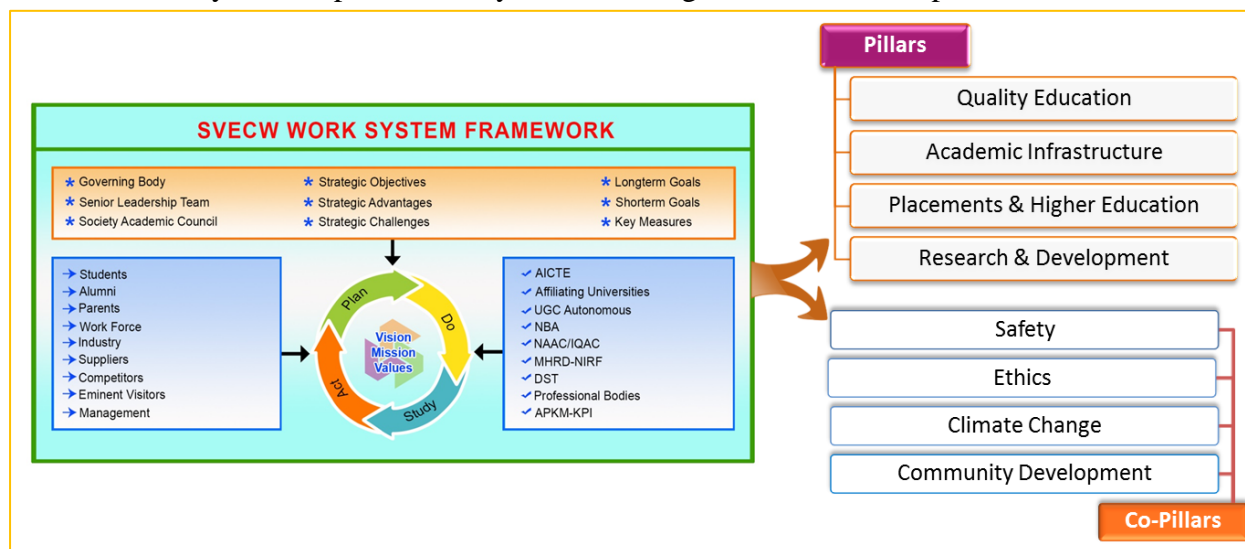 SVECW WORK SYSTEM FRAMEWORK
* Governing Body
* Senior Leadership Team
* Society Academic Council
* Strategic Objectives
* Strategic Advantages
* Strategic Challenges
* Longterm Goals
* Shorterm Goals
* Key Measures
→ Students
→ Alumni
→ Parents
→ Work Force
→ Industry
→ Suppliers
→ Competitors
→ Eminent Visitors
→ Management
Plan
Do
Study
Act
Vision
Mission
Values
✓ AICTE
✓ Affiliating Universities
✓ UGC Autonomous
✓ NBA
✓ NAAC/IQAC
✓ MHRD-NIRF
✓ DST
✓ Professional Bodies
✓ APKM-KPI
Pillars
Quality Education
Academic Infrastructure
Placements & Higher Education
Research & Development
Safety
Ethics
Climate Change
Community Development
Co-Pillars